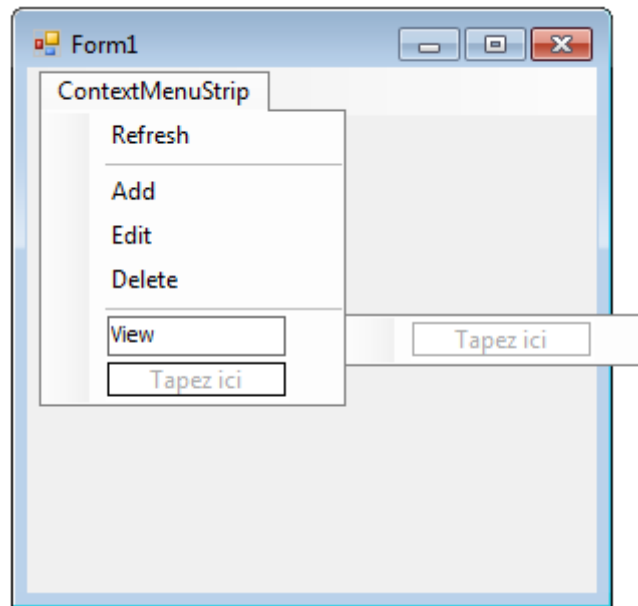 Form1
ContextMenuStrip
Refresh
Add
Edit
Delete
View
Tapez ici
Tapez ici